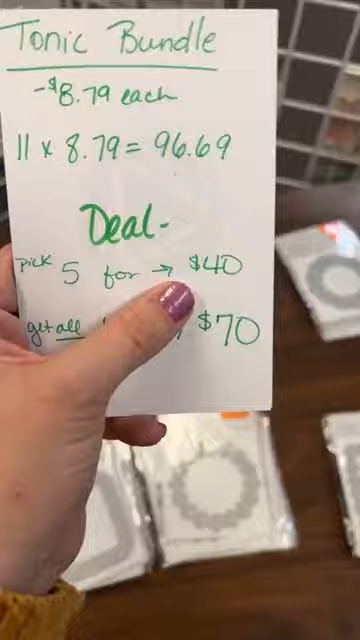 Tonic Bundle
-$8.79 each
11 x 8.79 = 96.69
Deal-
pick 5 for → $40
get all $70